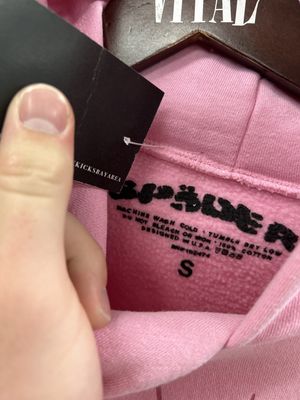 VITAL
KICKSBAYAREA
SP5DER
MACHINE WASH COLD · TUMBLE DRY LOW
DO NOT BLEACH OR IRON · 100% COTTON
DESIGNED IN U.S.A.
S